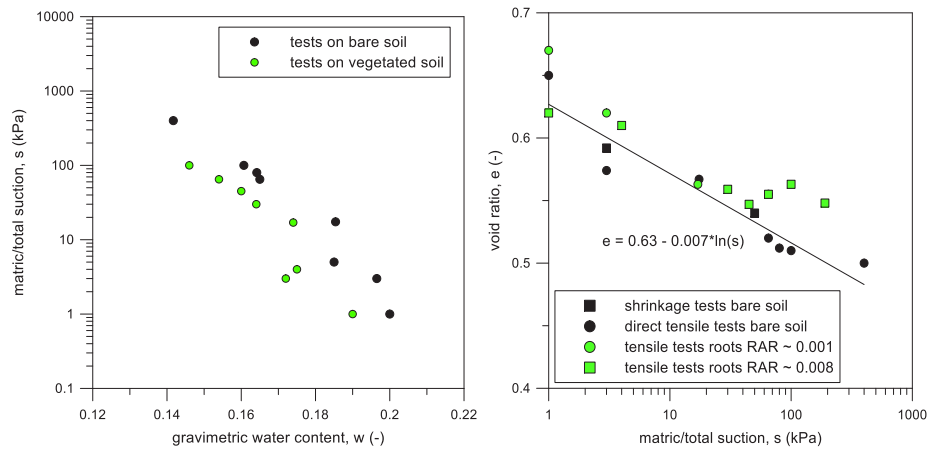 10000
1000
100
10
1
0.1
matric/total suction, s (kPa)
tests on bare soil
tests on vegetated soil
0.12 0.14 0.16 0.18 0.2 0.22
gravimetric water content, w (-)
0.7
0.6
0.5
0.4
void ratio, e (-)
e = 0.63 - 0.007*ln(s)
shrinkage tests bare soil
direct tensile tests bare soil
tensile tests roots RAR ~ 0.001
tensile tests roots RAR ~ 0.008
1 10 100 1000
matric/total suction, s (kPa)